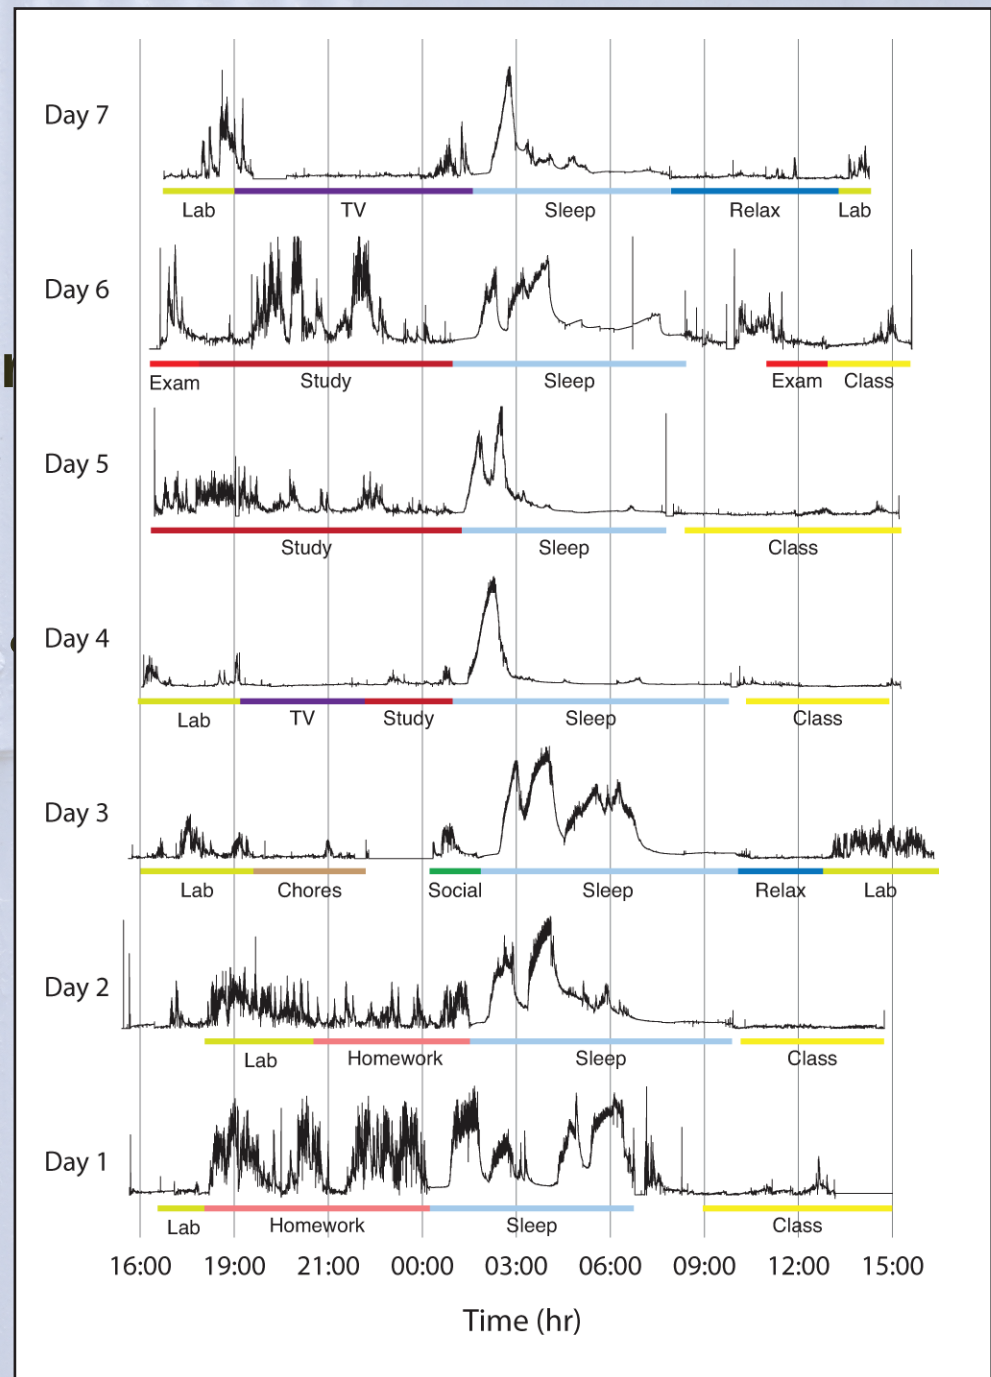 Day 7
Lab TV Sleep Relax Lab
Day 6
Exam Study Sleep Exam Class
Day 5
Study Sleep Class
Day 4
Lab TV Study Sleep Class
Day 3
Lab Chores Social Sleep Relax Lab
Day 2
Lab Homework Sleep Class
Day 1
Lab Homework Sleep Class
16:00 19:00 21:00 00:00 03:00 06:00 09:00 12:00 15:00
Time (hr)